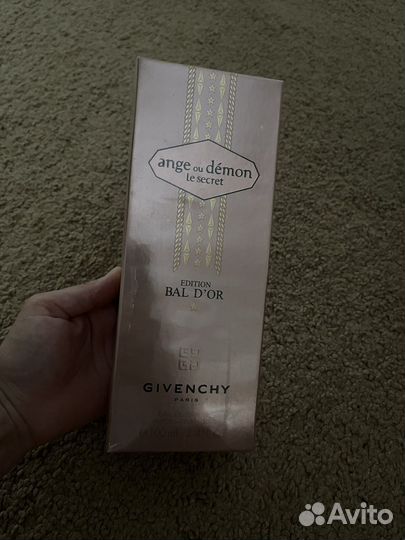 ange ou démon
le secret
EDITION
BAL D'OR
GIVENCHY
PARIS
Avito